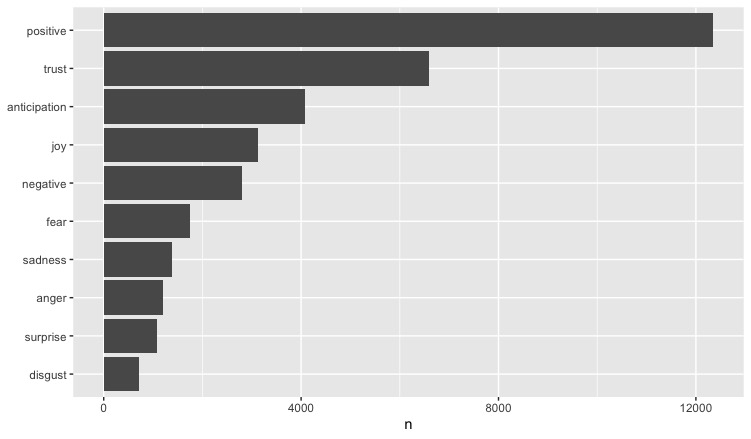 positive
trust
anticipation
joy
negative
fear
sadness
anger
surprise
disgust
0 4000 8000 12000
n